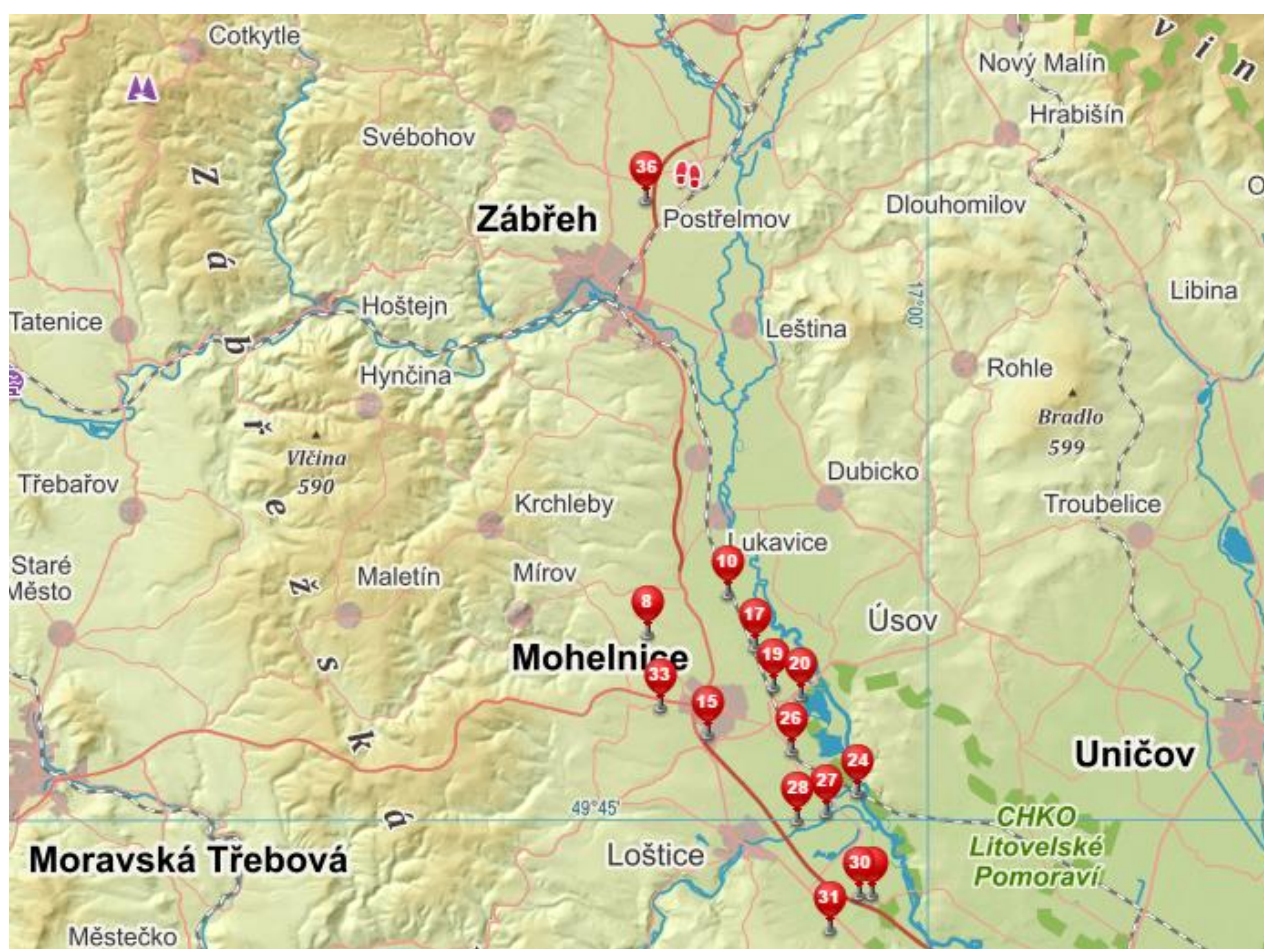 Cotkytle
Nový Malín
v i n
Hrabišín
Svébohov
36
Zábřeh
Postřelmov
Dlouhomilov
Z á b ř e ž s k á
17°00'
Tatenice
Hoštejn
Leština
Libina
Hynčina
Rohle
Bradlo
599
Vlčina
590
Třebařov
Dubicko
Krchleby
Troubelice
Staré
Město
Maletín
Mírov
Lukavice
10
8
17
Úsov
Mohelnice
19
20
33
15
26
Uničov
24
27
28
49°45'
CHKO
Litovelské
Pomoraví
Moravská Třebová
Loštice
30
31
Městečko